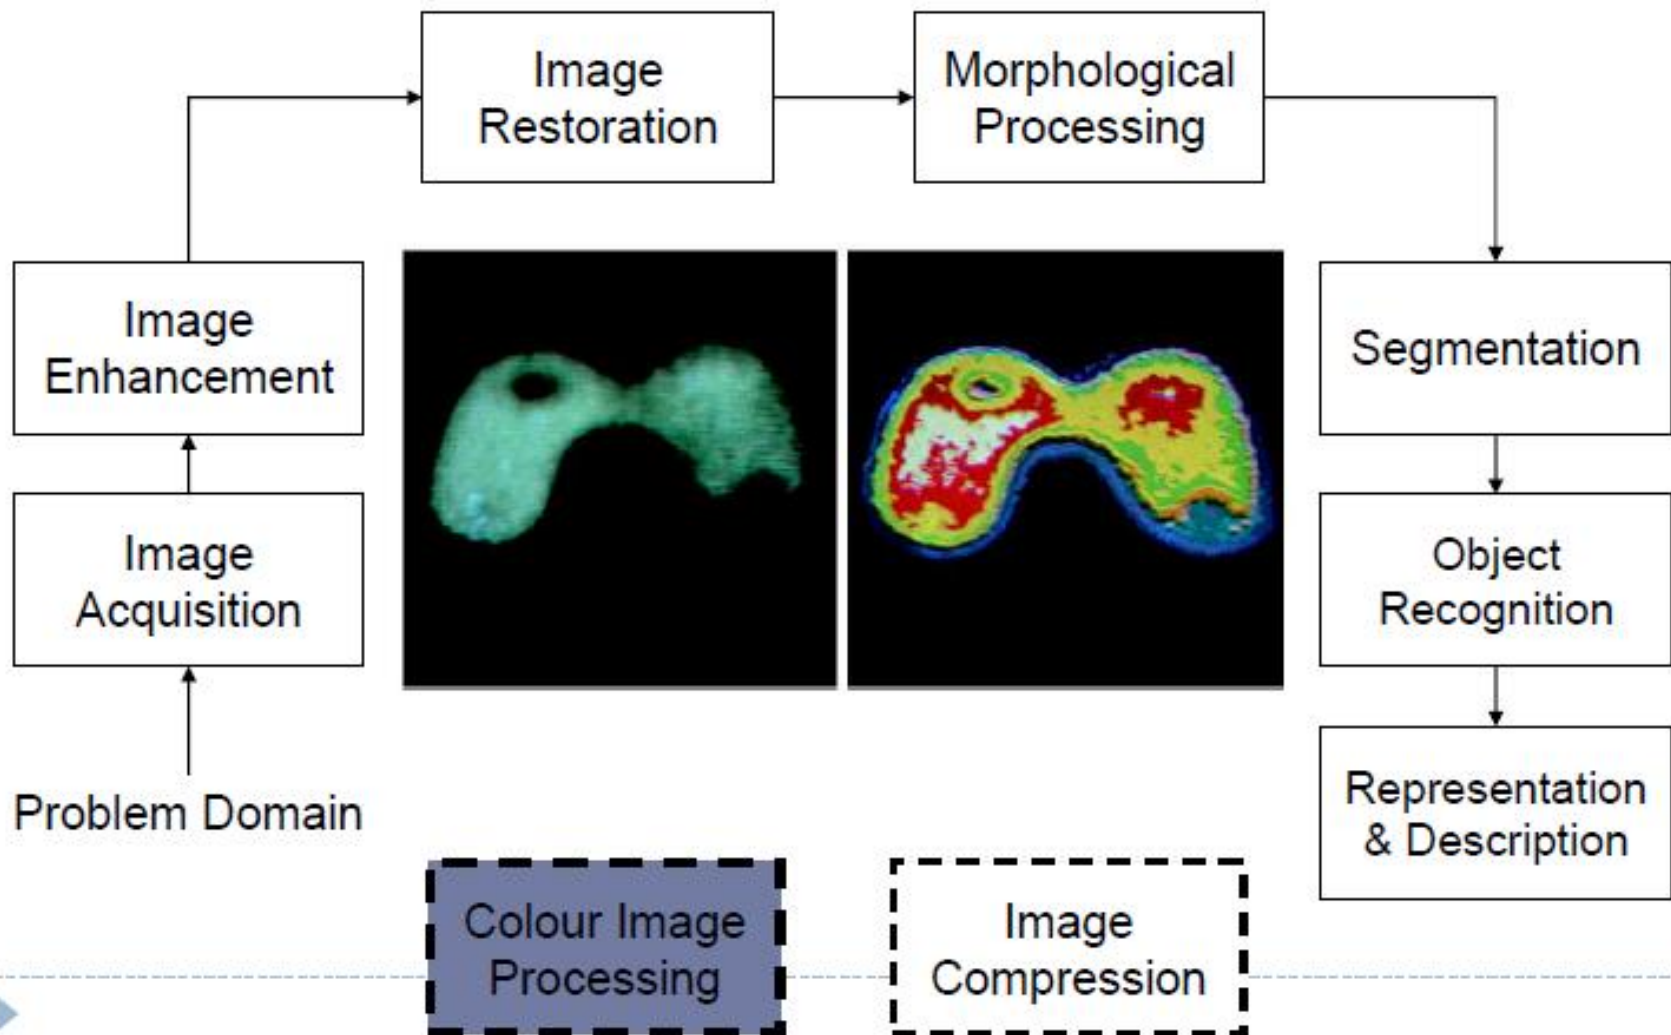 Image
Restoration
Morphological
Processing
Image
Enhancement
Segmentation
Image
Acquisition
Object
Recognition
Problem Domain
Representation
& Description
Colour Image
Processing
Image
Compression